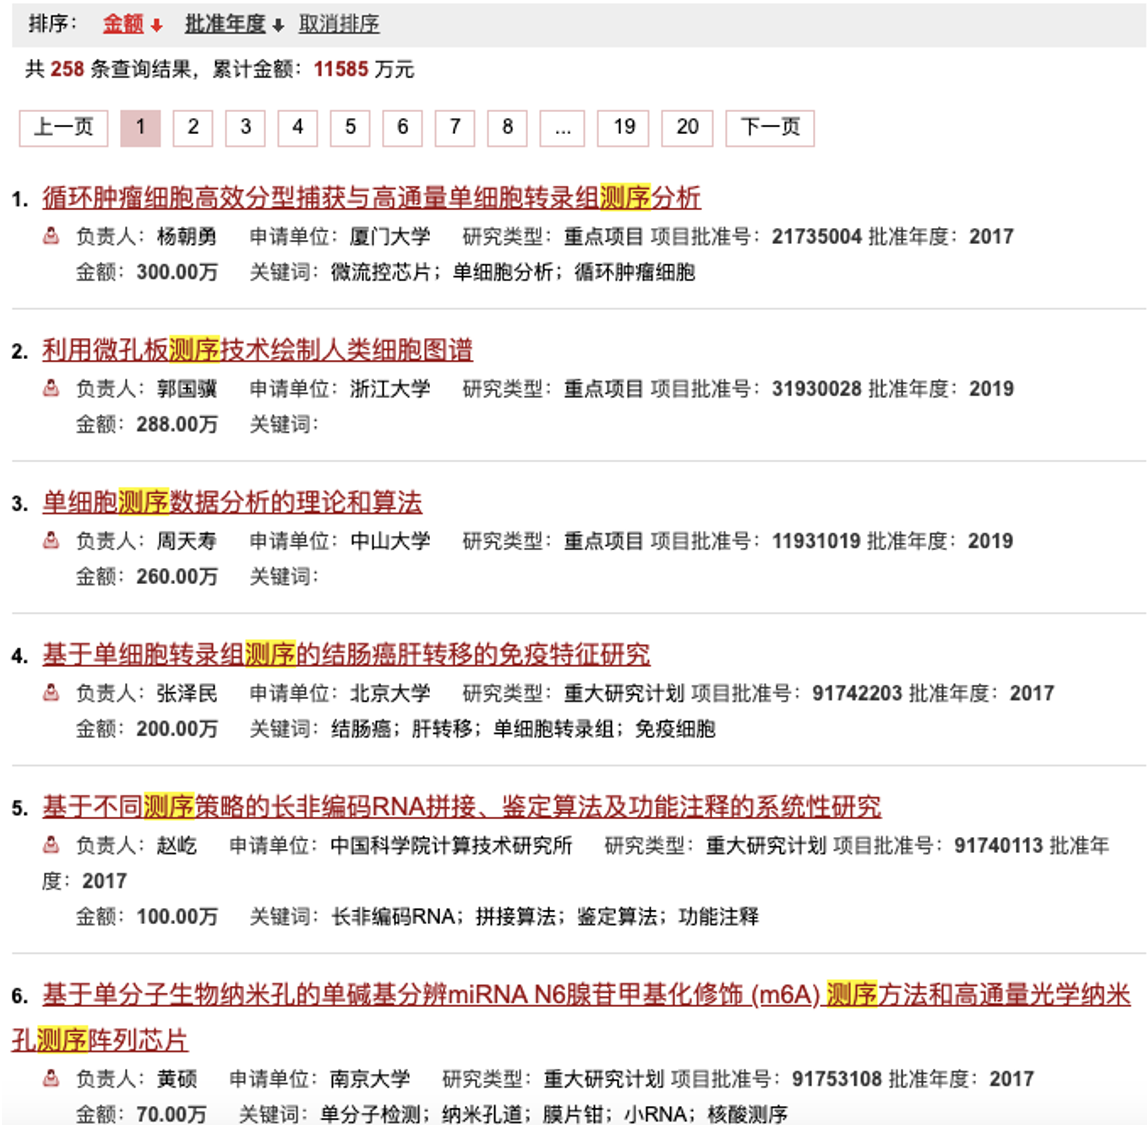 排序： 金额 批准年度 取消排序
共 258 条查询结果，累计金额：11585 万元
上一页 1 2 3 4 5 6 7 8 ... 19 20 下一页
1. 循环肿瘤细胞高效分型捕获与高通量单细胞转录组测序分析
负责人：杨朝勇 申请单位：厦门大学 研究类型：重点项目 项目批准号：21735004 批准年度：2017
金额：300.00万 关键词：微流控芯片；单细胞分析；循环肿瘤细胞
2. 利用微孔板测序技术绘制人类细胞图谱
负责人：郭国骥 申请单位：浙江大学 研究类型：重点项目 项目批准号：31930028 批准年度：2019
金额：288.00万 关键词：
3. 单细胞测序数据分析的理论和算法
负责人：周天寿 申请单位：中山大学 研究类型：重点项目 项目批准号：11931019 批准年度：2019
金额：260.00万 关键词：
4. 基于单细胞转录组测序的结肠癌肝转移的免疫特征研究
负责人：张泽民 申请单位：北京大学 研究类型：重大研究计划 项目批准号：91742203 批准年度：2017
金额：200.00万 关键词：结肠癌；肝转移；单细胞转录组；免疫细胞
5. 基于不同测序策略的长非编码RNA拼接、鉴定算法及功能注释的系统性研究
负责人：赵屹 申请单位：中国科学院计算技术研究所 研究类型：重大研究计划 项目批准号：91740113 批准年
度：2017
金额：100.00万 关键词：长非编码RNA；拼接算法；鉴定算法；功能注释
6. 基于单分子生物纳米孔的单碱基分辨miRNA N6腺苷甲基化修饰 (m6A) 测序方法和高通量光学纳米
孔测序阵列芯片
负责人：黄硕 申请单位：南京大学 研究类型：重大研究计划 项目批准号：91753108 批准年度：2017
金额：70.00万 关键词：单分子检测；纳米孔道；膜片钳；小RNA；核酸测序